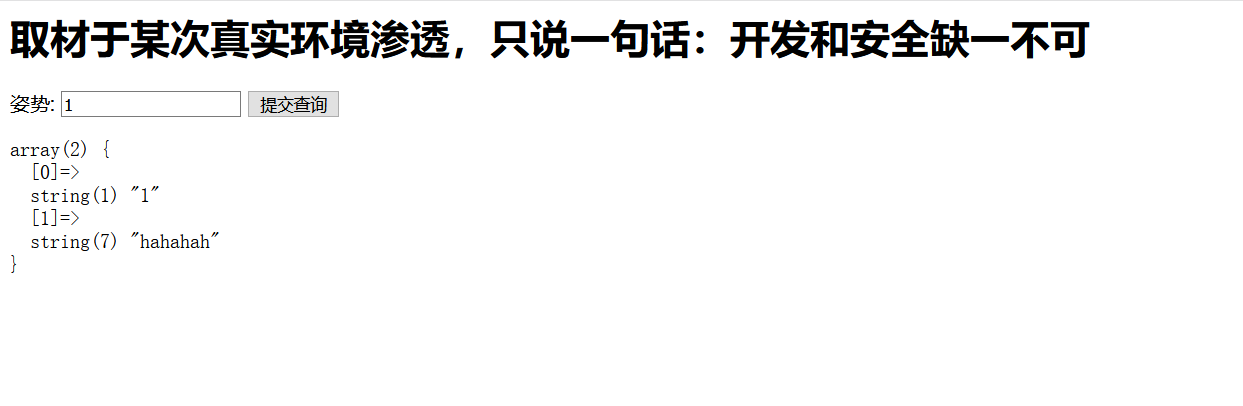 取材于某次真实环境渗透，只说一句话：开发和安全缺一不可
姿势: 1 提交查询
array(2) {
  [0]=>
  string(1) "1"
  [1]=>
  string(7) "hahahah"
}